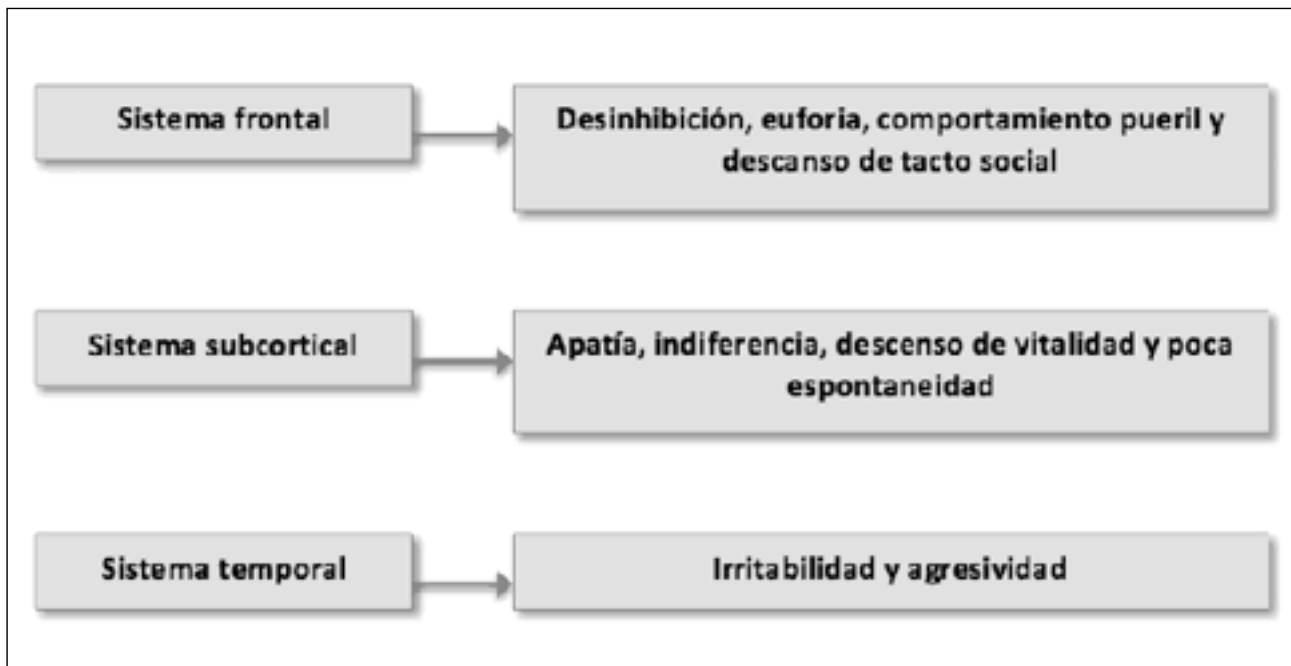 Sistema frontal
Desinhibición, euforia, comportamiento pueril y
descanso de tacto social
Sistema subcortical
Apatía, indiferencia, descenso de vitalidad y poca
espontaneidad
Sistema temporal
Irritabilidad y agresividad